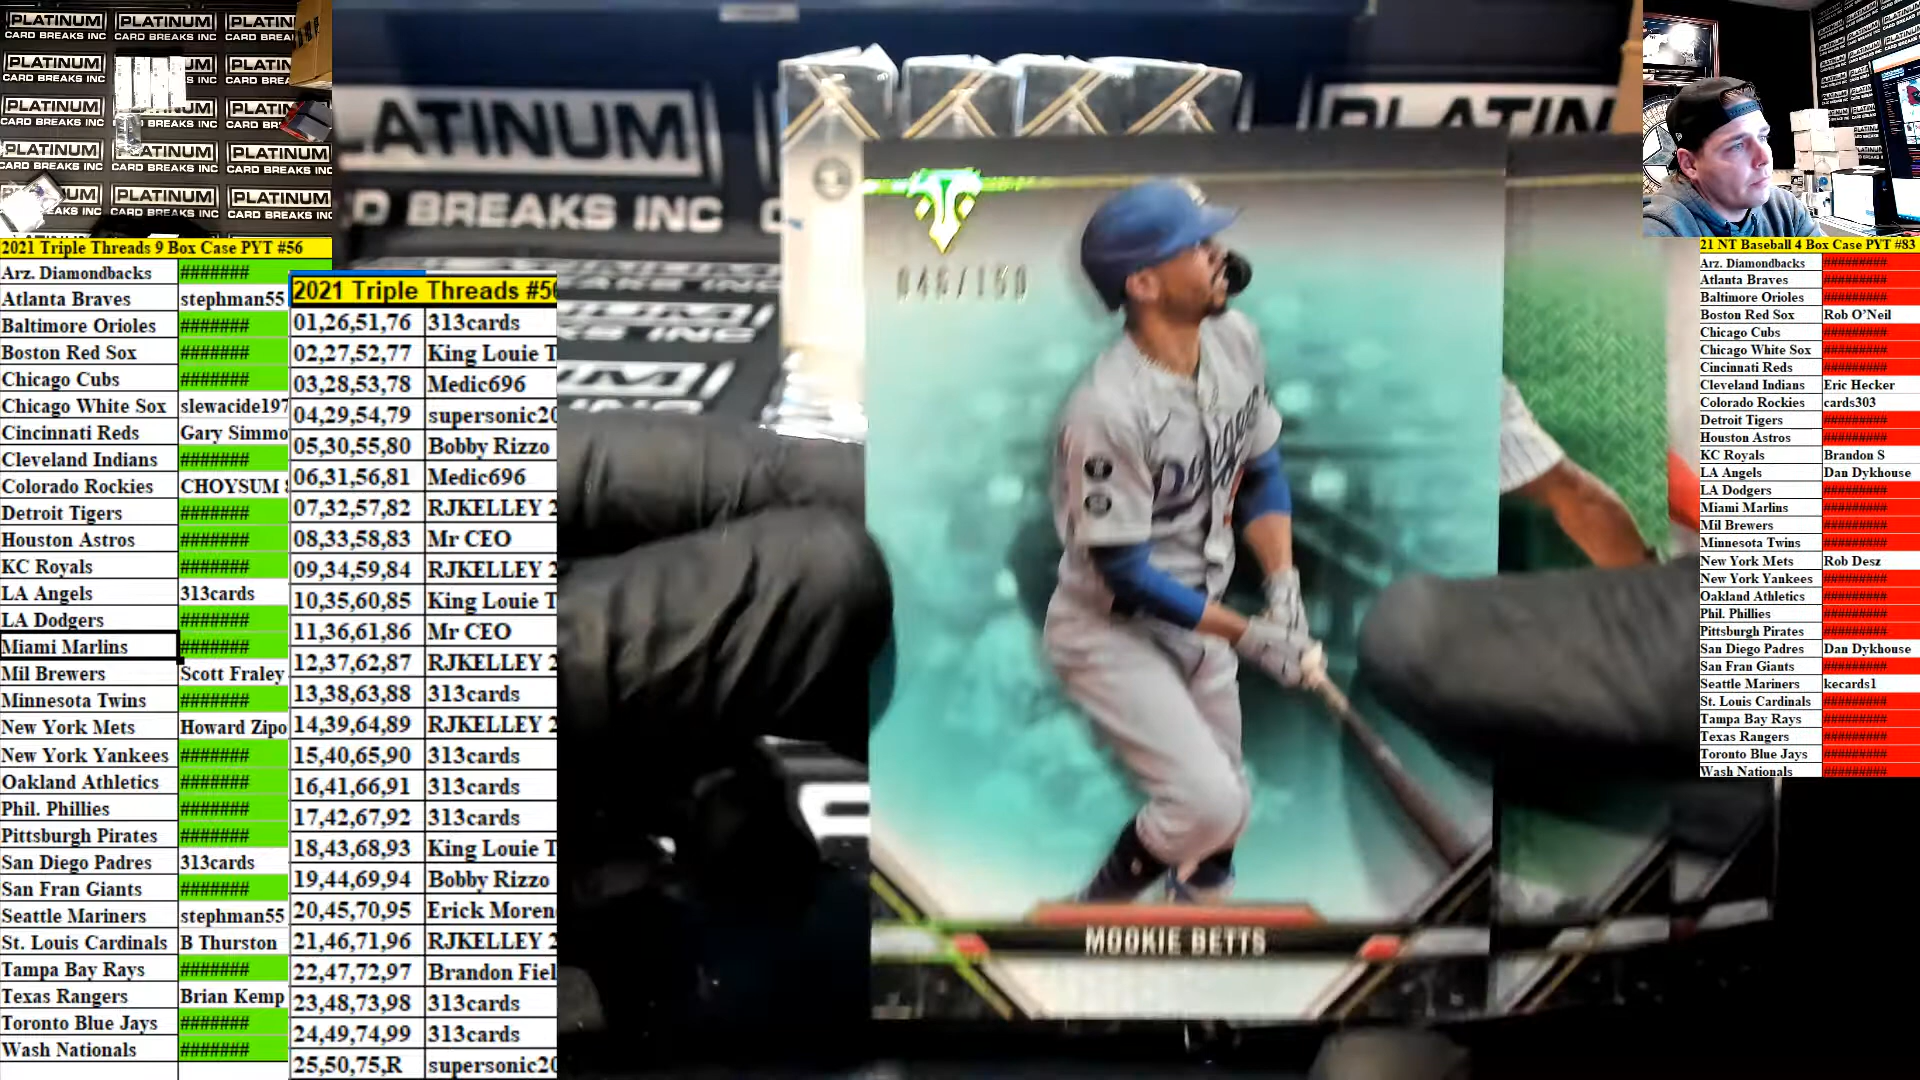 PLATINUM
CARD BREAKS INC
2021 Triple Threads 9 Box Case PYT #56
Arz. Diamondbacks #######
Atlanta Braves stephman55
Baltimore Orioles #######
Boston Red Sox #######
Chicago Cubs #######
Chicago White Sox slewacide197
Cincinnati Reds Gary Simmo
Cleveland Indians #######
Colorado Rockies CHOYSUM
Detroit Tigers #######
Houston Astros #######
KC Royals #######
LA Angels 313cards
LA Dodgers #######
Miami Marlins #######
Mil Brewers Scott Fraley
Minnesota Twins #######
New York Mets Howard Zipo
New York Yankees #######
Oakland Athletics #######
Phil. Phillies #######
Pittsburgh Pirates #######
San Diego Padres 313cards
San Fran Giants #######
Seattle Mariners stephman55
St. Louis Cardinals B Thurston
Tampa Bay Rays #######
Texas Rangers Brian Kemp
Toronto Blue Jays #######
Wash Nationals #######
2021 Triple Threads #56
01,26,51,76 313cards
02,27,52,77 King Louie T
03,28,53,78 Medic696
04,29,54,79 supersonic20
05,30,55,80 Bobby Rizzo
06,31,56,81 Medic696
07,32,57,82 RJKELLEY 2
08,33,58,83 Mr CEO
09,34,59,84 RJKELLEY 2
10,35,60,85 King Louie T
11,36,61,86 Mr CEO
12,37,62,87 RJKELLEY 2
13,38,63,88 313cards
14,39,64,89 RJKELLEY 2
15,40,65,90 313cards
16,41,66,91 313cards
17,42,67,92 313cards
18,43,68,93 King Louie T
19,44,69,94 Bobby Rizzo
20,45,70,95 Erick Moren
21,46,71,96 RJKELLEY 2
22,47,72,97 Brandon Fiel
23,48,73,98 313cards
24,49,74,99 313cards
25,50,75,R supersonic20
ATINUM
D BREAKS INC
PLATIN
046/150
Dodgers
MOOKIE BETTS
21 NT Baseball 4 Box Case PYT #83
Arz. Diamondbacks #########
Atlanta Braves #########
Baltimore Orioles #########
Boston Red Sox Rob O’Neil
Chicago Cubs #########
Chicago White Sox #########
Cincinnati Reds #########
Cleveland Indians Eric Hecker
Colorado Rockies cards303
Detroit Tigers #########
Houston Astros #########
KC Royals Brandon S
LA Angels Dan Dykhouse
LA Dodgers #########
Miami Marlins #########
Mil Brewers #########
Minnesota Twins #########
New York Mets Rob Desz
New York Yankees #########
Oakland Athletics #########
Phil. Phillies #########
Pittsburgh Pirates #########
San Diego Padres Dan Dykhouse
San Fran Giants #########
Seattle Mariners kecards1
St. Louis Cardinals #########
Tampa Bay Rays #########
Texas Rangers #########
Toronto Blue Jays #########
Wash Nationals #########